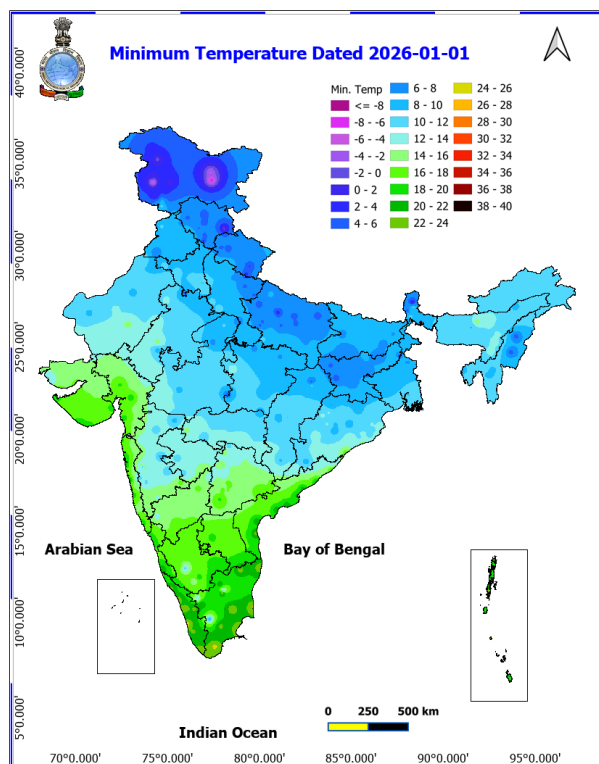 Minimum Temperature Dated 2026-01-01
Min. Temp
<= -8
-8 - -6
-6 - -4
-4 - -2
-2 - 0
0 - 2
2 - 4
4 - 6
6 - 8
8 - 10
10 - 12
12 - 14
14 - 16
16 - 18
18 - 20
20 - 22
22 - 24
24 - 26
26 - 28
28 - 30
30 - 32
32 - 34
34 - 36
36 - 38
38 - 40
40°0.000'
35°0.000'
30°0.000'
25°0.000'
20°0.000'
15°0.000'
10°0.000'
5°0.000'
Arabian Sea
Bay of Bengal
Indian Ocean
0 250 500 km
70°0.000' 75°0.000' 80°0.000' 85°0.000' 90°0.000' 95°0.000'